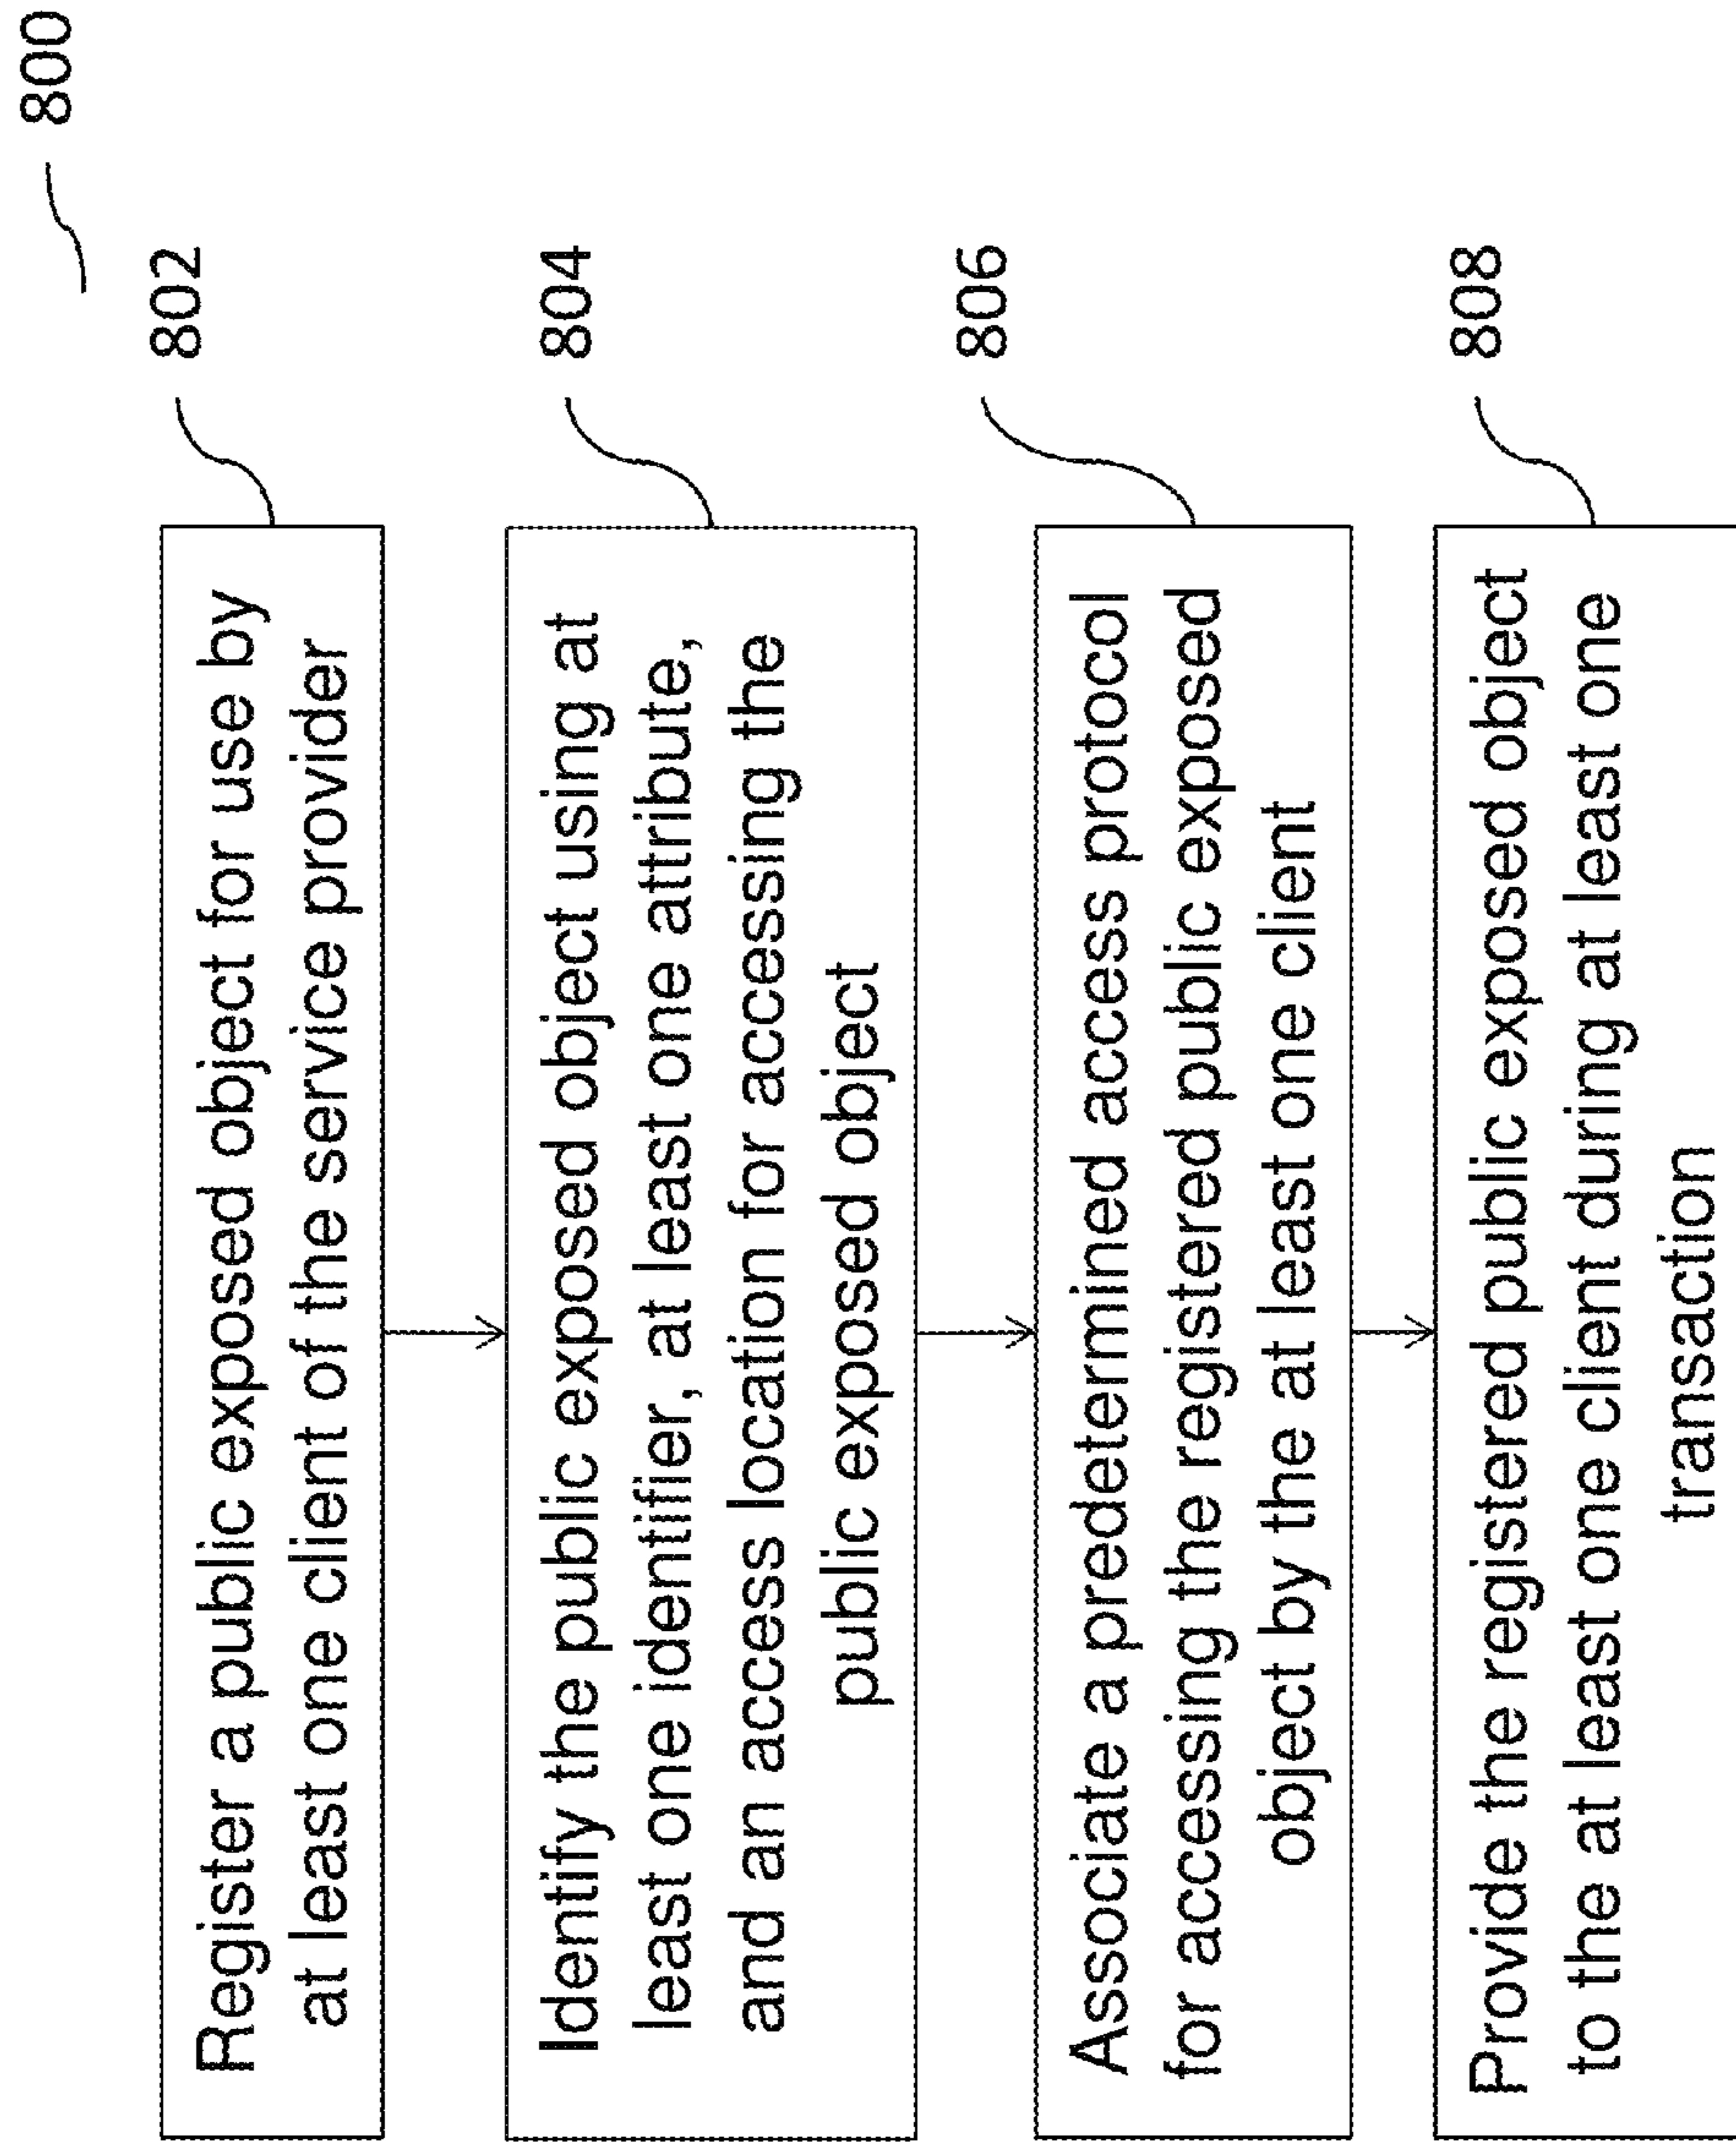 800
802
Register a public exposed object for use by
at least one client of the service provider
804
Identify the public exposed object using at
least one identifier, at least one attribute,
and an access location for accessing the
public exposed object
806
Associate a predetermined access protocol
for accessing the registered public exposed
object by the at least one client
808
Provide the registered public exposed object
to the at least one client during at least one
transaction